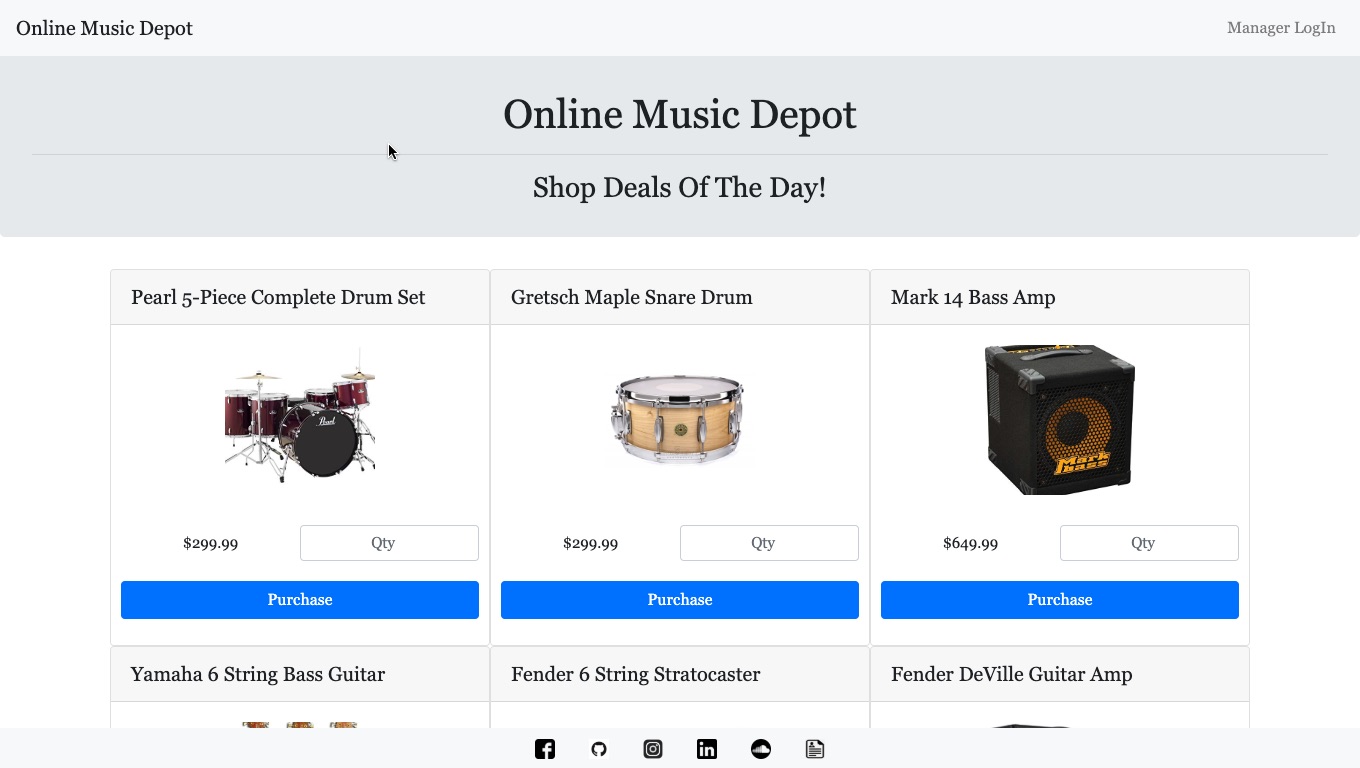 Online Music Depot
Manager LogIn
Online Music Depot
Shop Deals Of The Day!
Pearl 5-Piece Complete Drum Set
Gretsch Maple Snare Drum
Mark 14 Bass Amp
Pearl
Mark
bass
$299.99
Qty
$299.99
Qty
$649.99
Qty
Purchase
Purchase
Purchase
Yamaha 6 String Bass Guitar
Fender 6 String Stratocaster
Fender DeVille Guitar Amp